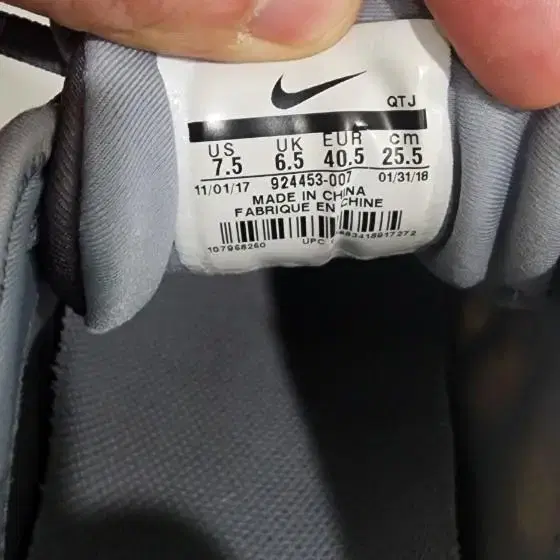 QTJ
US UK EUR cm
7.5 6.5 40.5 25.5
11/01/17 924453-007 01/31/18
MADE IN CHINA
FABRIQUE EN CHINE
107968260 UPC